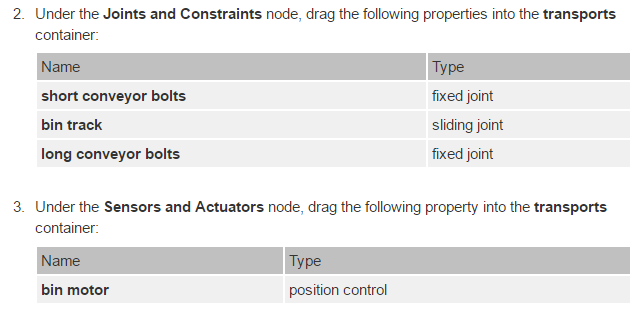 2. Under the Joints and Constraints node, drag the following properties into the transports
container:
Name Type
short conveyor bolts fixed joint
bin track sliding joint
long conveyor bolts fixed joint
3. Under the Sensors and Actuators node, drag the following property into the transports
container:
Name Type
bin motor position control